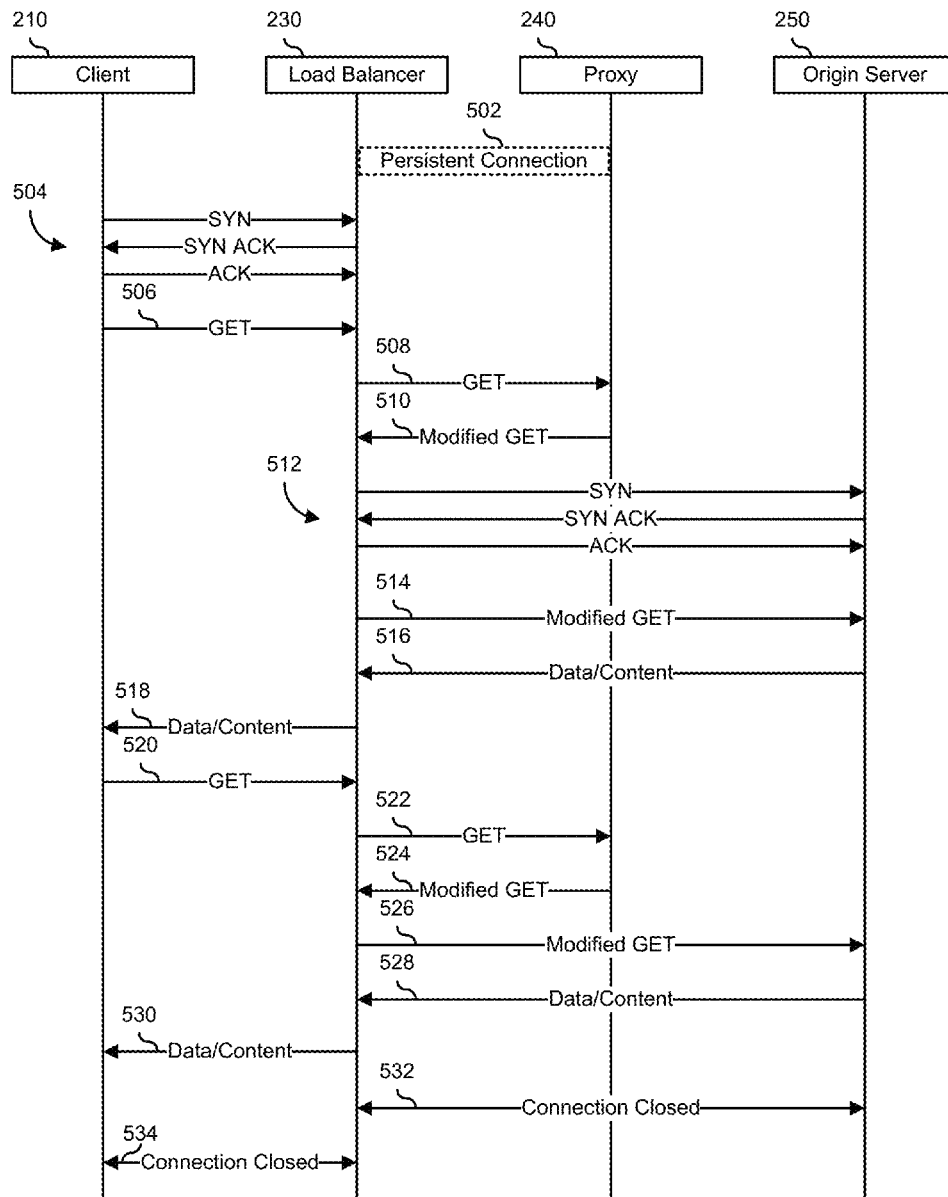 210 230 240 250
Client Load Balancer Proxy Origin Server
502
Persistent Connection
504
SYN
SYN ACK
ACK
506
GET
508
GET
510
Modified GET
512
SYN
SYN ACK
ACK
514
Modified GET
516
Data/Content
518
Data/Content
520
GET
522
GET
524
Modified GET
526
Modified GET
528
Data/Content
530
Data/Content
532
Connection Closed
534
Connection Closed